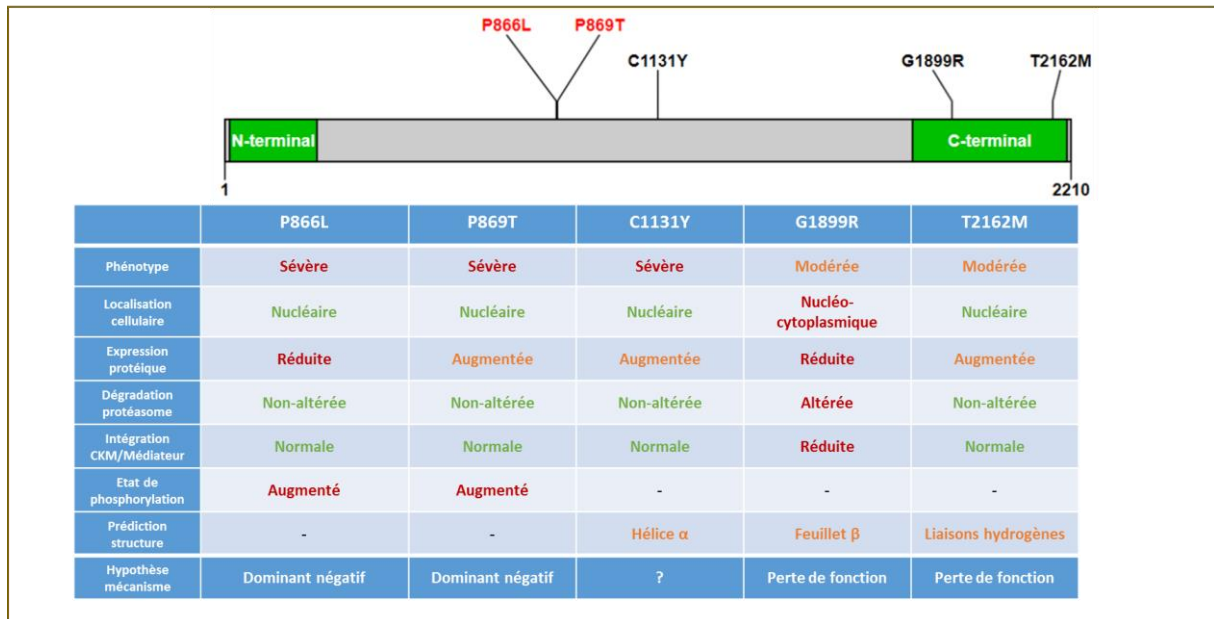 P866L P869T
C1131Y G1899R T2162M
N-terminal C-terminal
1 2210
P866L P869T C1131Y G1899R T2162M
Phénotype Sévère Sévère Sévère Modérée Modérée
Localisation
cellulaire Nucléaire Nucléaire Nucléaire Nucléo-
cytoplasmique Nucléaire
Expression
protéique Réduite Augmentée Augmentée Réduite Augmentée
Dégradation
protéasome Non-altérée Non-altérée Non-altérée Altérée Non-altérée
Intégration
CKM/Médiateur Normale Normale Normale Réduite Normale
Etat de
phosphorylation Augmenté Augmenté - - -
Prédiction
structure - - Hélice α Feuillet β Liaisons hydrogènes
Hypothèse
mécanisme Dominant négatif Dominant négatif ? Perte de fonction Perte de fonction